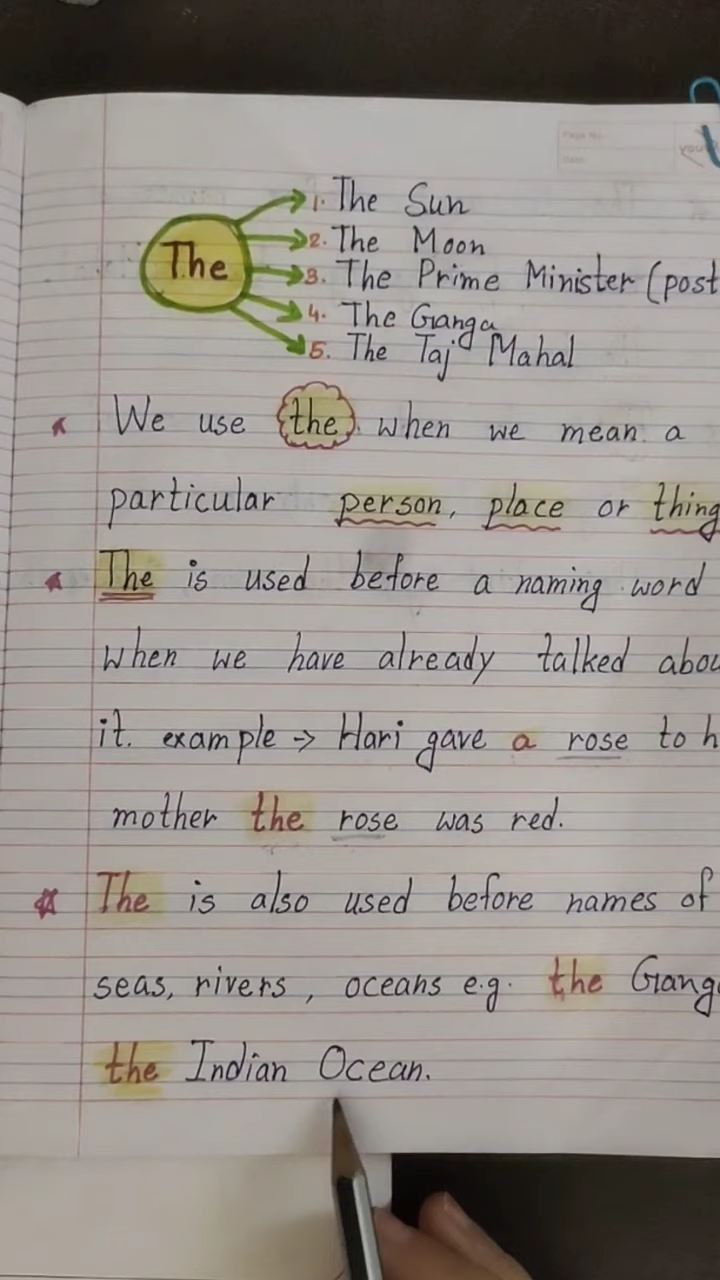 Page No.
Date
The
1. The Sun
2. The Moon
3. The Prime Minister (post
4. The Ganga
5. The Taj Mahal
We use the when we mean a
particular person, place or thing
The is used before a naming word
when we have already talked abou
it. example → Hari gave a rose to h
mother the rose was red.
The is also used before names of
seas, rivers, oceans e.g. the Gang
the Indian Ocean.